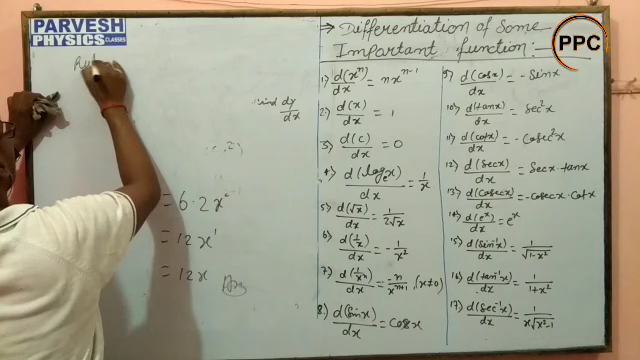 PARVESH
PHYSICS CLASSES
Rul
Find dy/dx
= 6·2x²⁻¹
= 12x¹
= 12x Ans
⇒ Differentiation of Some
Important function:—
PPC
1) d(xⁿ)/dx = nxⁿ⁻¹
2) d(x)/dx = 1
3) d(c)/dx = 0
4) d(logₑx)/dx = 1/x
5) d(√x)/dx = 1/2√x
6) d(1/x)/dx = -1/x²
7) d(1/xⁿ)/dx = -n/xⁿ⁺¹, (x≠0)
8) d(Sinx)/dx = Cosx
9) d(cosx)/dx = -Sinx
10) d(tanx)/dx = Sec²x
11) d(cotx)/dx = -Cosec²x
12) d(Secx)/dx = Secx·tanx
13) d(Cosecx)/dx = -cosecx·Cotx
14) d(eˣ)/dx = eˣ
15) d(Sin⁻¹x)/dx = 1/√1-x²
16) d(tan⁻¹x)/dx = 1/1+x²
17) d(Sec⁻¹x)/dx = 1/x√x²-1